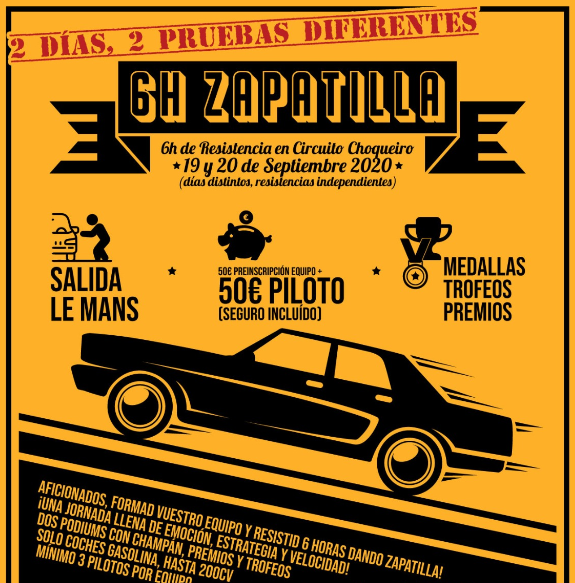 2 DÍAS, 2 PRUEBAS DIFERENTES
6H ZAPATILLA
6h de Resistencia en Circuito Choqueiro
19 y 20 de Septiembre 2020
(días distintos, resistencias independientes)
SALIDA
LE MANS
50€ PREINSCRIPCIÓN EQUIPO +
50€ PILOTO
(SEGURO INCLUÍDO)
MEDALLAS
TROFEOS
PREMIOS
AFICIONADOS, FORMAD VUESTRO EQUIPO Y RESISTID 6 HORAS DANDO ZAPATILLA!
¡UNA JORNADA LLENA DE EMOCIÓN, ESTRATEGIA Y VELOCIDAD!
DOS PODIUMS CON CHAMPÁN, PREMIOS Y TROFEOS
SOLO COCHES GASOLINA, HASTA 200CV
MÍNIMO 3 PILOTOS POR EQUIPO